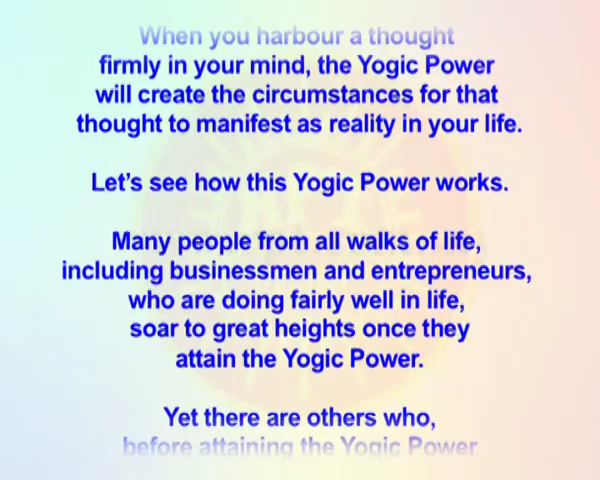 When you harbour a thought
firmly in your mind, the Yogic Power
will create the circumstances for that
thought to manifest as reality in your life.
Let's see how this Yogic Power works.
Many people from all walks of life,
including businessmen and entrepreneurs,
who are doing fairly well in life,
soar to great heights once they
attain the Yogic Power.
Yet there are others who,
before attaining the Yogic Power